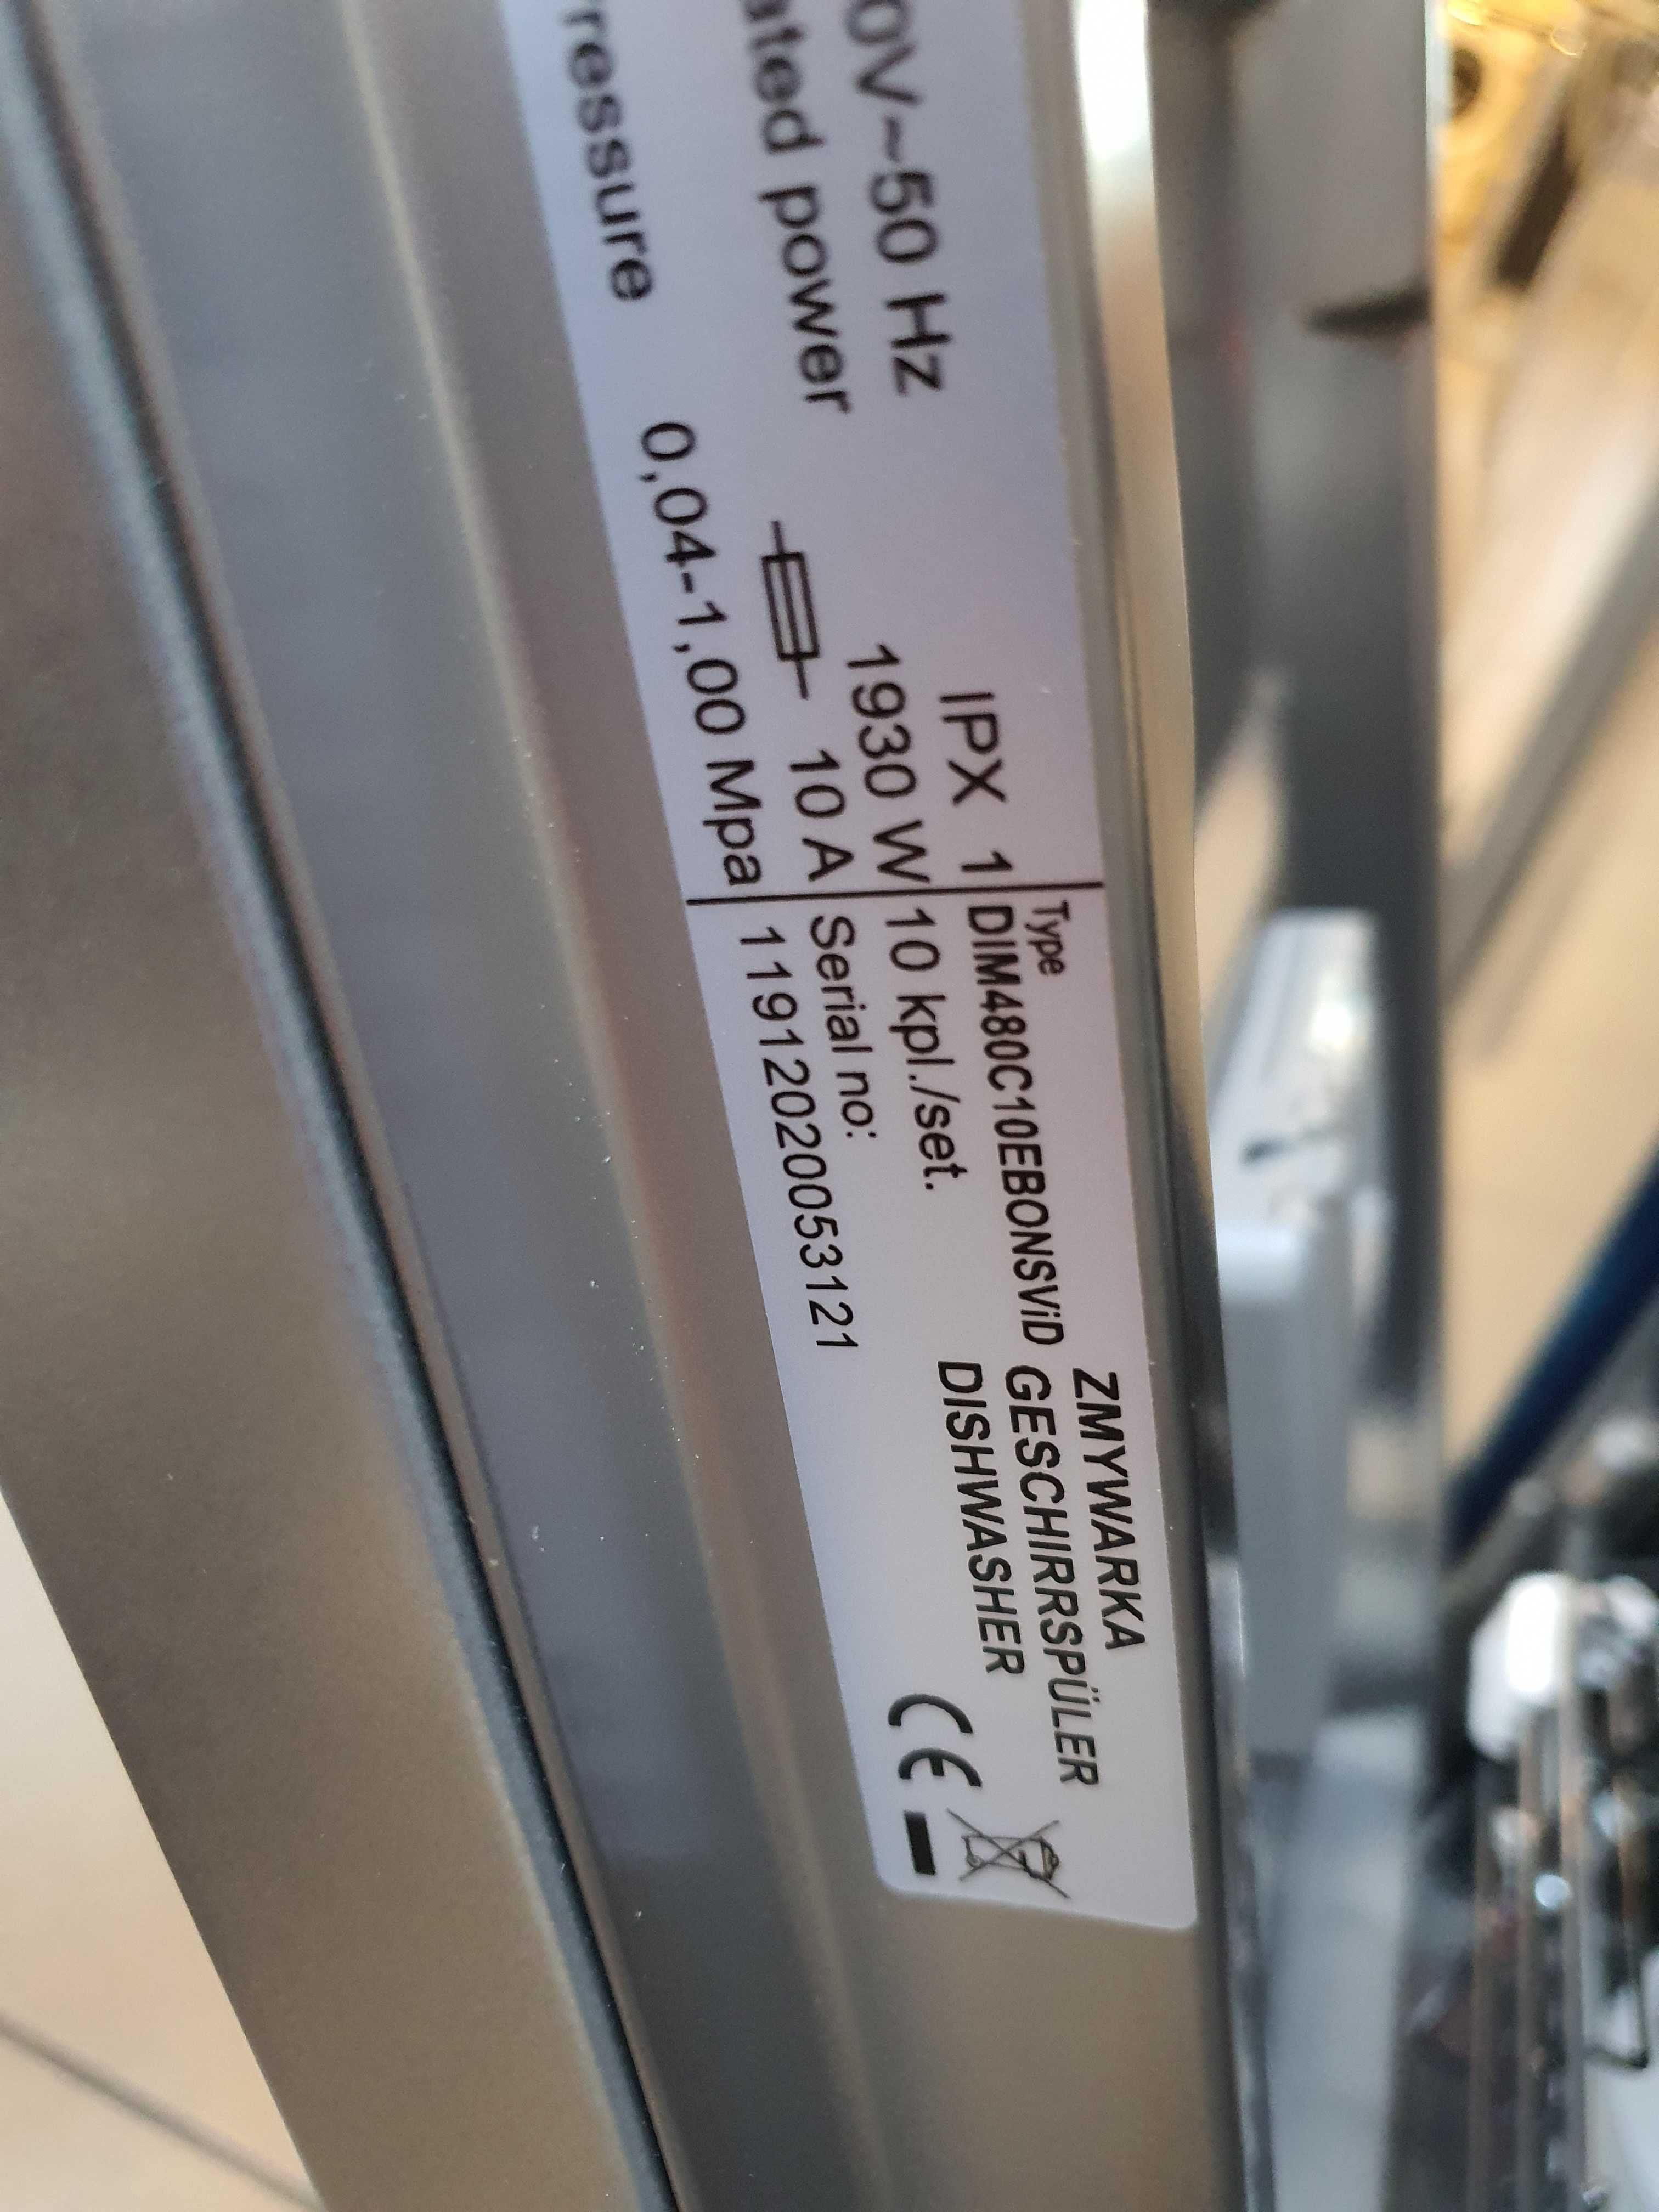 0V~50 Hz IPX 1
ated power 1930 W
10 A
ressure 0,04-1,00 Mpa
Type
DIM480C10EBONSViD
10 kpl./set.
Serial no:
11912020053121
ZMYWARKA
GESCHIRRSPÜLER
DISHWASHER
CE